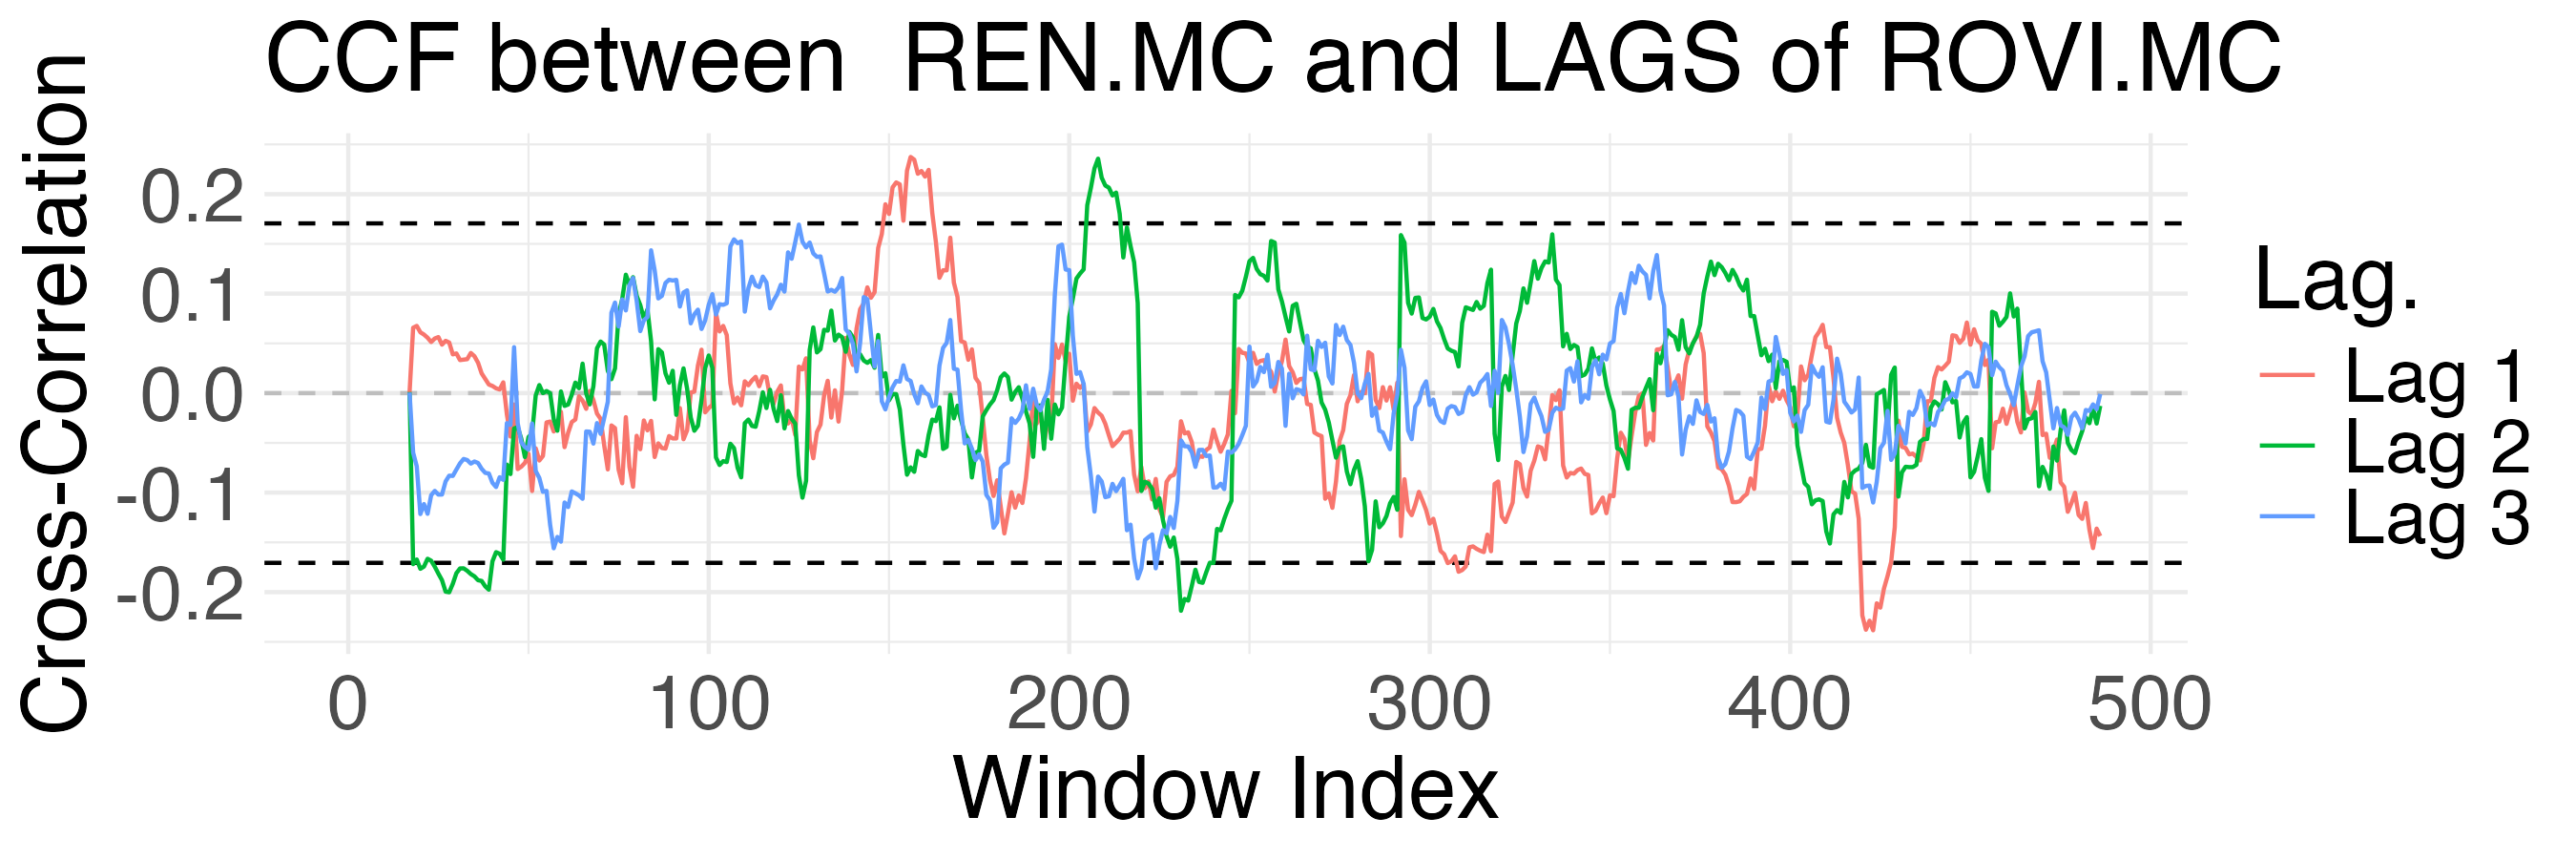 CCF between  REN.MC and LAGS of ROVI.MC
Cross-Correlation
0.2
0.1
0.0
-0.1
-0.2
0 100 200 300 400 500
Window Index
Lag.
Lag 1
Lag 2
Lag 3